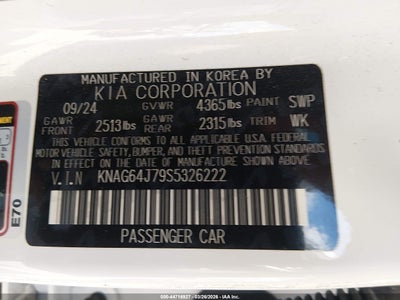 MANUFACTURED IN KOREA BY
KIA CORPORATION
09/24 GVWR 4365lbs PAINT SWP
GAWR FRONT 2513lbs GAWR REAR 2315lbs TRIM WK
THIS VEHICLE CONFORMS TO ALL APPLICABLE U.S.A. FEDERAL
MOTOR VEHICLE SAFETY, BUMPER, AND THEFT PREVENTION
STANDARDS IN EFFECT ON THE DATE OF MANUFACTURE SHOWN ABOVE.
V.I.N KNAG64J79S5326222
PASSENGER CAR
E70